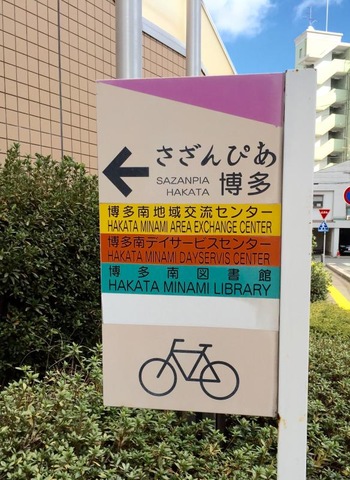 さざんぴあ
SAZANPIA
HAKATA 博多
博多南地域交流センター
HAKATA MINAMI AREA EXCHANGE CENTER
博多南デイサービスセンター
HAKATA MINAMI DAYSERVIS CENTER
博多南図書館
HAKATA MINAMI LIBRARY